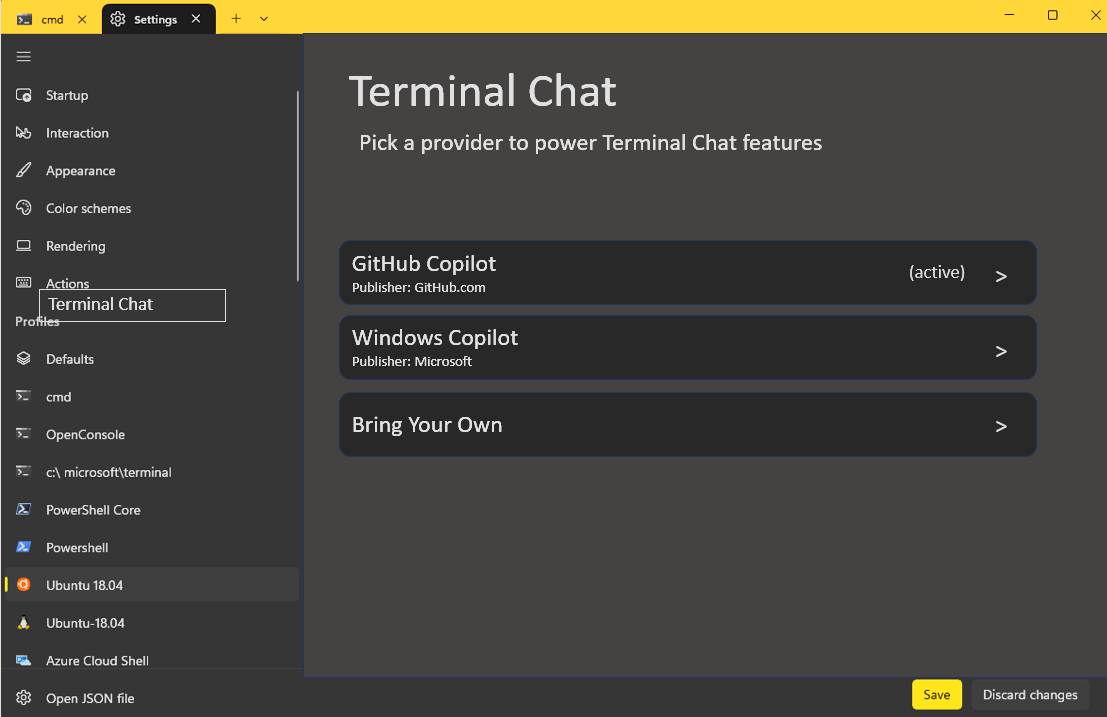 cmd
Settings
Startup
Interaction
Appearance
Color schemes
Rendering
Actions
Terminal Chat
Profiles
Defaults
cmd
OpenConsole
c:\ microsoft\terminal
PowerShell Core
Powershell
Ubuntu 18.04
Ubuntu-18.04
Azure Cloud Shell
Open JSON file
Terminal Chat
Pick a provider to power Terminal Chat features
GitHub Copilot
Publisher: GitHub.com
(active)
>
Windows Copilot
Publisher: Microsoft
>
Bring Your Own
>
Save
Discard changes